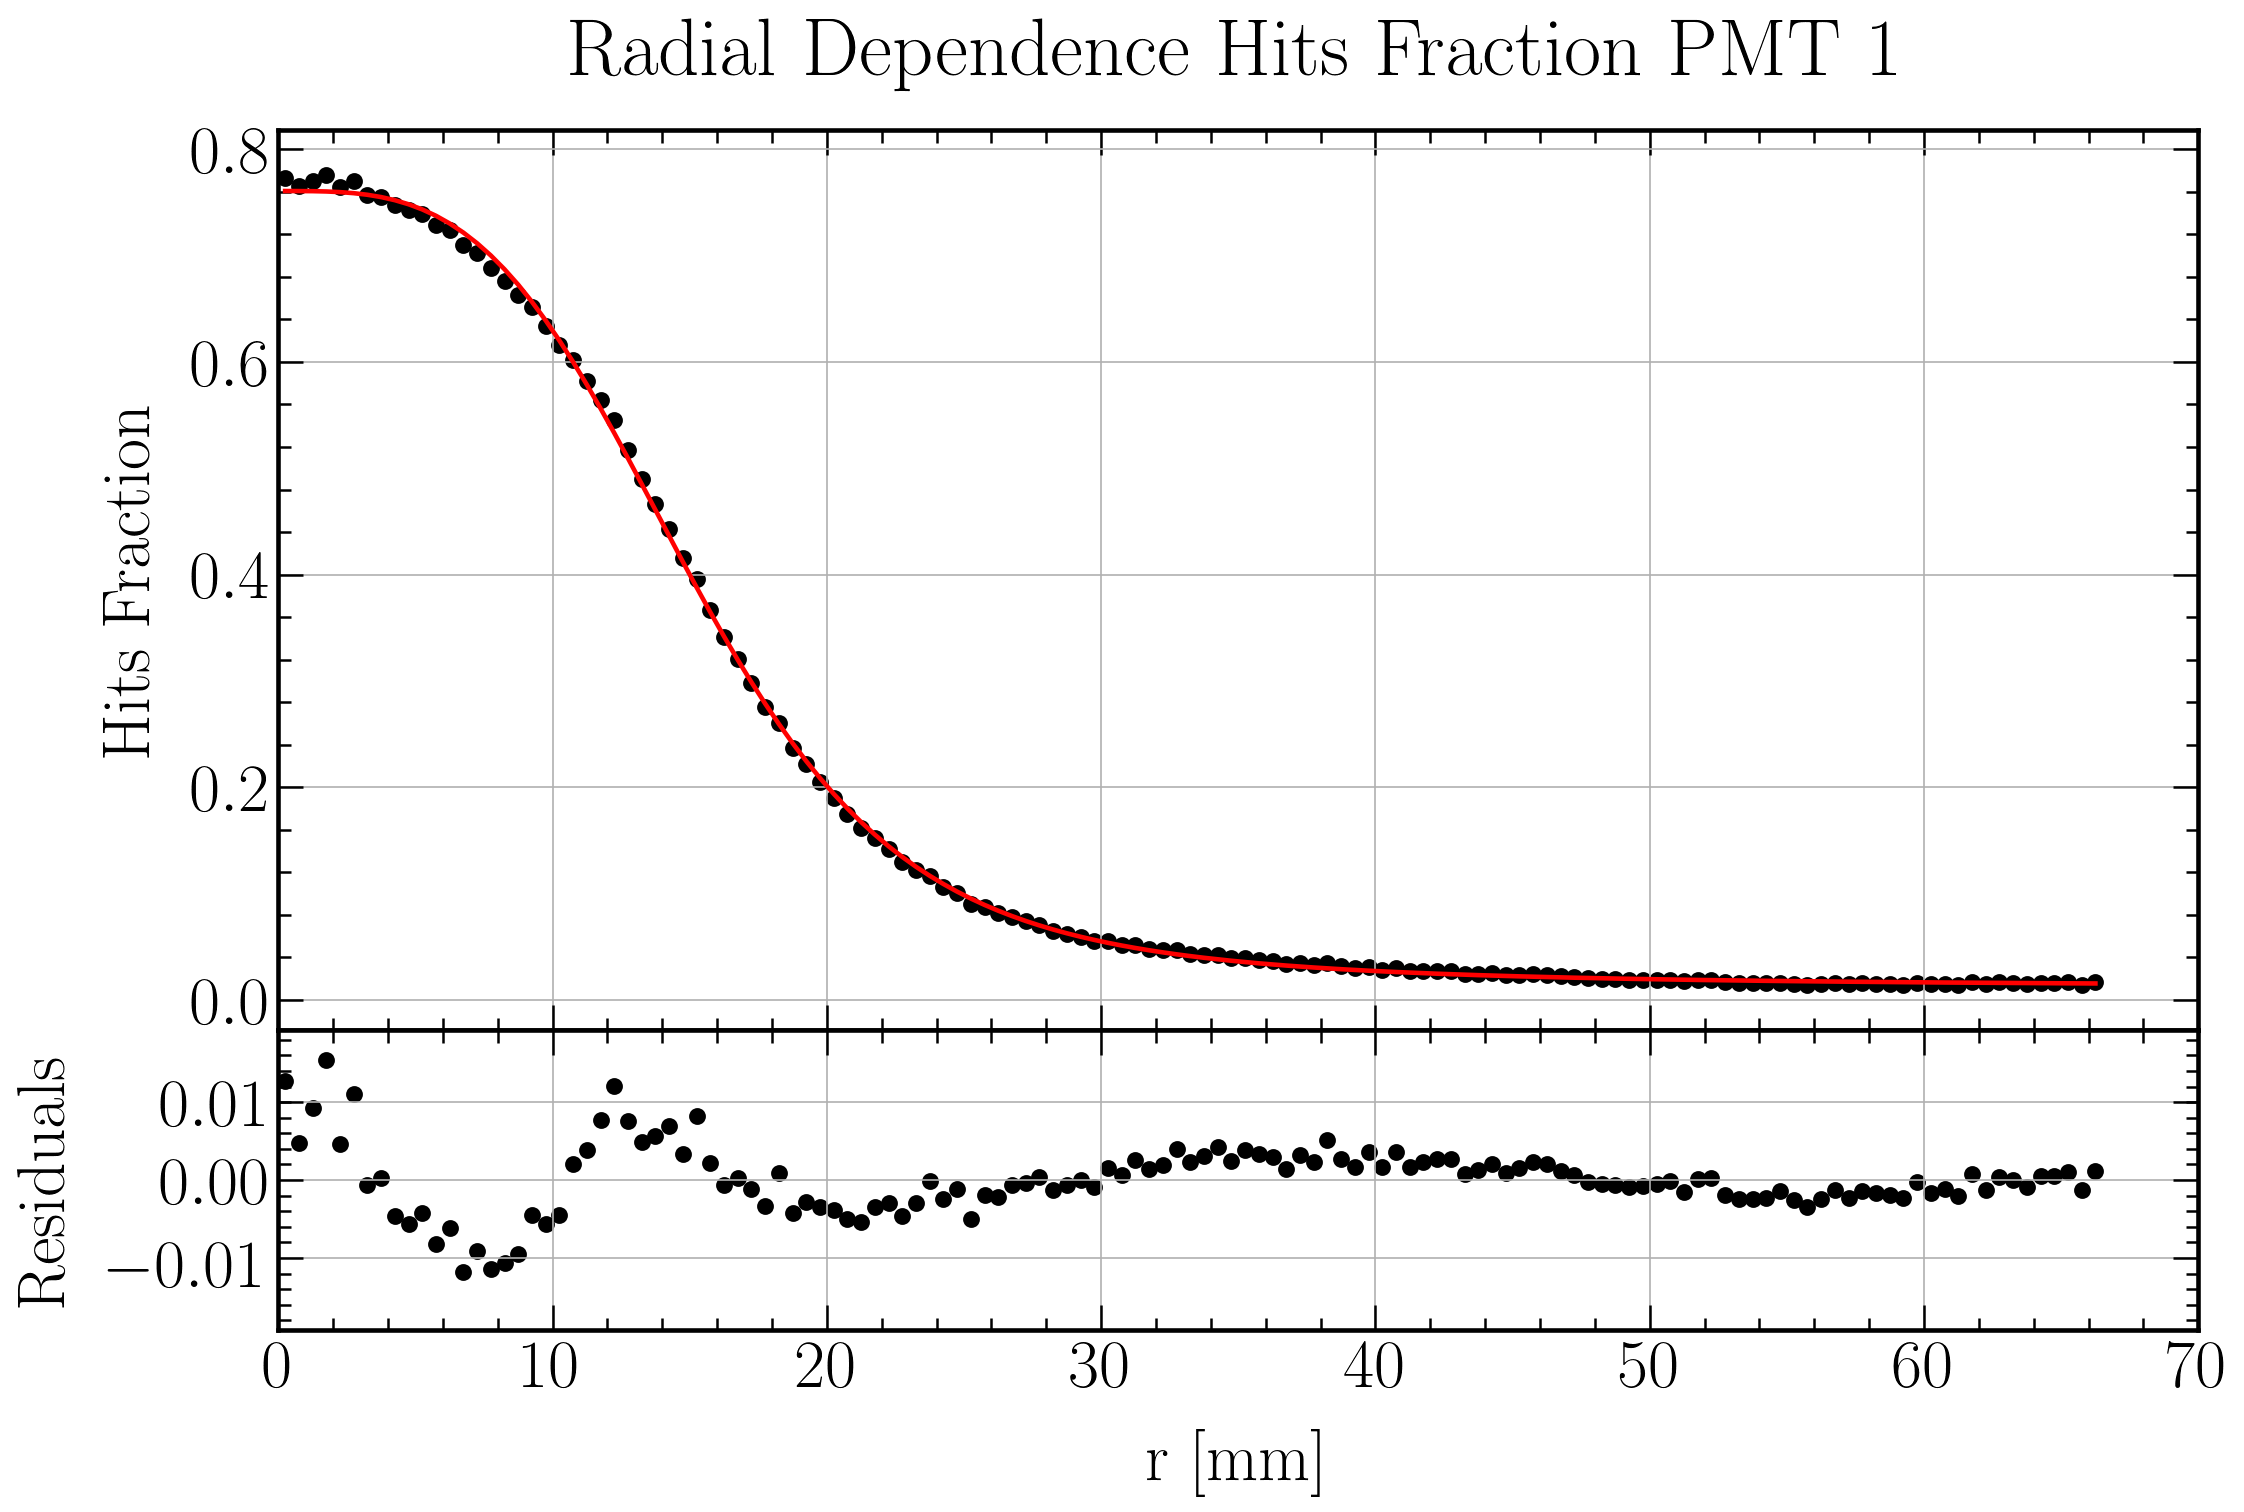 Radial Dependence Hits Fraction PMT 1
Hits Fraction
0.8
0.6
0.4
0.2
0.0
Residuals
0.01
0.00
−0.01
0 10 20 30 40 50 60 70
r [mm]